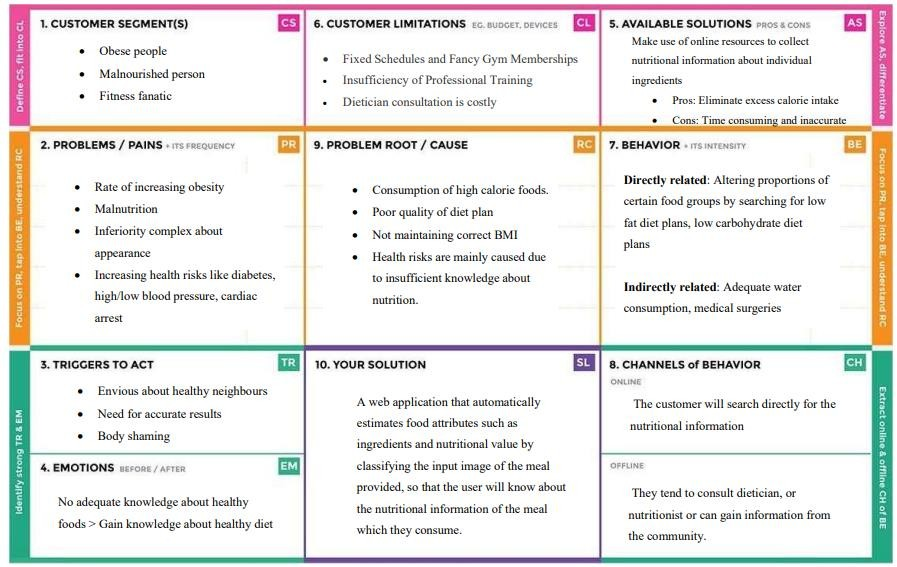 Define CS, fit into CL
1. CUSTOMER SEGMENT(S)
CS
• Obese people
• Malnourished person
• Fitness fanatic
6. CUSTOMER LIMITATIONS EG. BUDGET, DEVICES
CL
• Fixed Schedules and Fancy Gym Memberships
• Insufficiency of Professional Training
• Dietician consultation is costly
5. AVAILABLE SOLUTIONS PROS & CONS
AS
Make use of online resources to collect
nutritional information about individual
ingredients
• Pros: Eliminate excess calorie intake
• Cons: Time consuming and inaccurate
Explore AS, differentiate
Focus on PR, tap into BE, understand RC
2. PROBLEMS / PAINS + ITS FREQUENCY
PR
• Rate of increasing obesity
• Malnutrition
• Inferiority complex about
appearance
• Increasing health risks like diabetes,
high/low blood pressure, cardiac
arrest
9. PROBLEM ROOT / CAUSE
RC
• Consumption of high calorie foods.
• Poor quality of diet plan
• Not maintaining correct BMI
• Health risks are mainly caused due
to insufficient knowledge about
nutrition.
7. BEHAVIOR + ITS INTENSITY
BE
Directly related: Altering proportions of
certain food groups by searching for low
fat diet plans, low carbohydrate diet
plans
Indirectly related: Adequate water
consumption, medical surgeries
Focus on PR, tap into BE, understand RC
Identify strong TR & EM
3. TRIGGERS TO ACT
TR
• Envious about healthy neighbours
• Need for accurate results
• Body shaming
4. EMOTIONS BEFORE / AFTER
EM
No adequate knowledge about healthy
foods > Gain knowledge about healthy diet
10. YOUR SOLUTION
SL
A web application that automatically
estimates food attributes such as
ingredients and nutritional value by
classifying the input image of the meal
provided, so that the user will know about
the nutritional information of the meal
which they consume.
8. CHANNELS of BEHAVIOR
CH
ONLINE
The customer will search directly for the
nutritional information
OFFLINE
They tend to consult dietician, or
nutritionist or can gain information from
the community.
Extract online & offline CH of BE